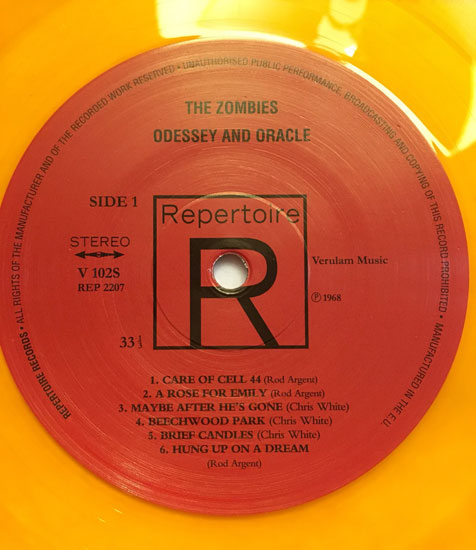 REPERTOIRE RECORDS • ALL RIGHTS OF THE MANUFACTURER AND OF THE RECORDED WORK RESERVED • UNAUTHORISED PUBLIC PERFORMANCE, BROADCASTING AND COPYING OF THIS RECORD PROHIBITED • MANUFACTURED IN THE E.U.
THE ZOMBIES
ODESSEY AND ORACLE
SIDE 1
Repertoire
R
STEREO
V 102S
REP 2207
Verulam Music
℗ 1968
33⅓
1. CARE OF CELL 44 (Rod Argent)
2. A ROSE FOR EMILY (Rod Argent)
3. MAYBE AFTER HE'S GONE (Chris White)
4. BEECHWOOD PARK (Chris White)
5. BRIEF CANDLES (Chris White)
6. HUNG UP ON A DREAM
(Rod Argent)